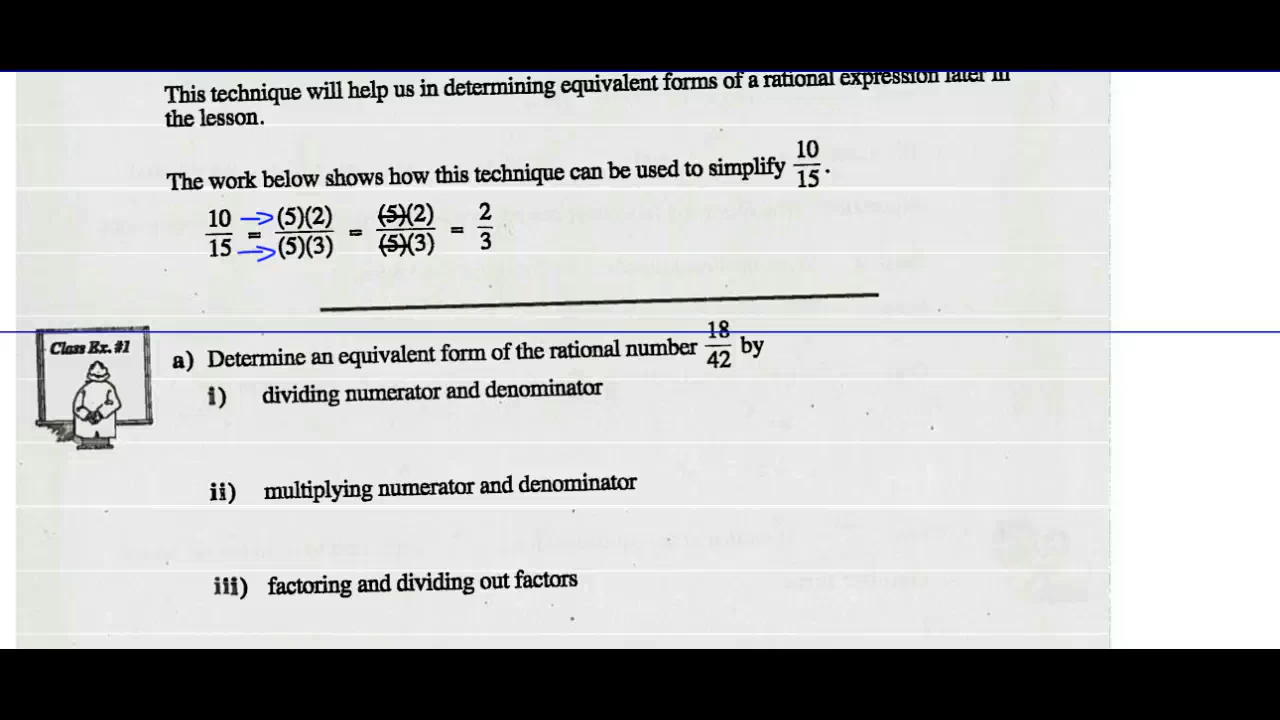 This technique will help us in determining equivalent forms of a rational expression later in
the lesson.
The work below shows how this technique can be used to simplify 10/15.
10/15 = (5)(2)/(5)(3) = (5)(2)/(5)(3) = 2/3
Class Ex. #1
a) Determine an equivalent form of the rational number 18/42 by
i) dividing numerator and denominator
ii) multiplying numerator and denominator
iii) factoring and dividing out factors